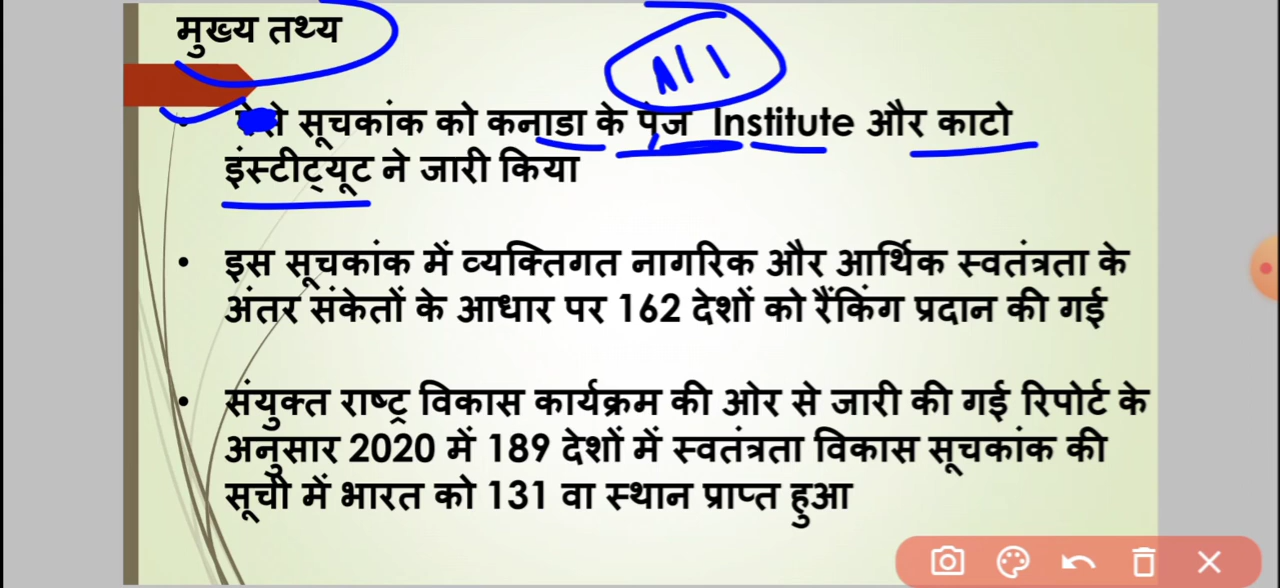 मुख्य तथ्य
सूचकांक को कनाडा के पेज Institute और काटो
इंस्टीट्यूट ने जारी किया
इस सूचकांक में व्यक्तिगत नागरिक और आर्थिक स्वतंत्रता के
अंतर संकेतों के आधार पर 162 देशों को रैंकिंग प्रदान की गई
संयुक्त राष्ट्र विकास कार्यक्रम की ओर से जारी की गई रिपोर्ट के
अनुसार 2020 में 189 देशों में स्वतंत्रता विकास सूचकांक की
सूची में भारत को 131 वा स्थान प्राप्त हुआ